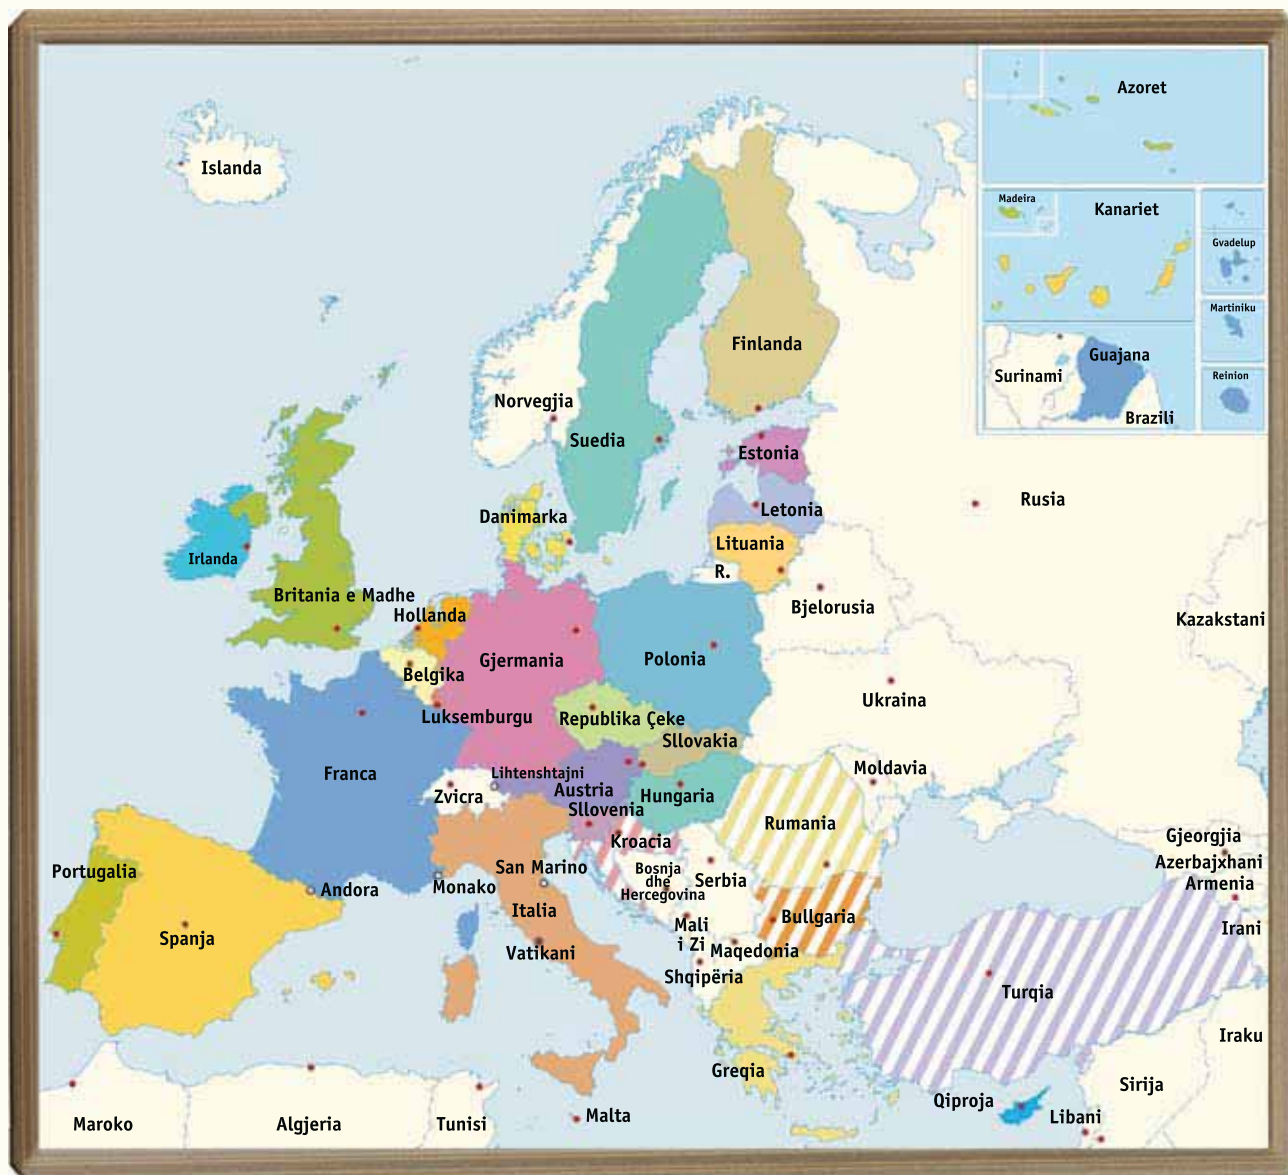 Azoret
Islanda
Madeira
Kanariet
Gvadelup
Martiniku
Guajana
Surinami
Reinion
Brazili
Finlanda
Norvegjia
Suedia
Estonia
Rusia
Letonia
Danimarka
Lituania
Irlanda
R.
Britania e Madhe
Bjelorusia
Hollanda
Kazakstani
Gjermania
Polonia
Belgika
Ukraina
Luksemburgu
Republika Çeke
Sllovakia
Franca
Lihtenshtajni
Moldavia
Zvicra
Austria
Hungaria
Sllovenia
Rumania
Kroacia
Gjeorgjia
Azerbajxhani
Armenia
Portugalia
San Marino
Bosnja
dhe
Hercegovina
Serbia
Andora
Monako
Italia
Mali
i Zi
Bullgaria
Irani
Spanja
Vatikani
Maqedonia
Shqipëria
Turqia
Iraku
Greqia
Sirija
Qiproja
Libani
Malta
Maroko
Algjeria
Tunisi